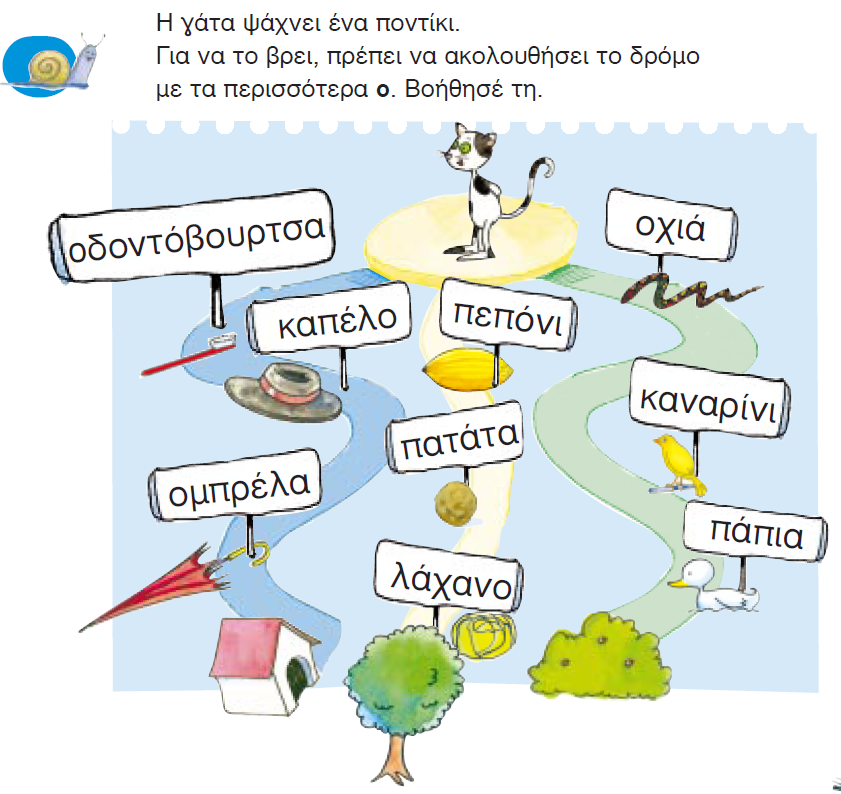 Η γάτα ψάχνει ένα ποντίκι.
Για να το βρει, πρέπει να ακολουθήσει το δρόμο
με τα περισσότερα ο. Βοήθησέ τη.
οδοντόβουρτσα
οχιά
καπέλο
πεπόνι
καναρίνι
πατάτα
ομπρέλα
πάπια
λάχανο